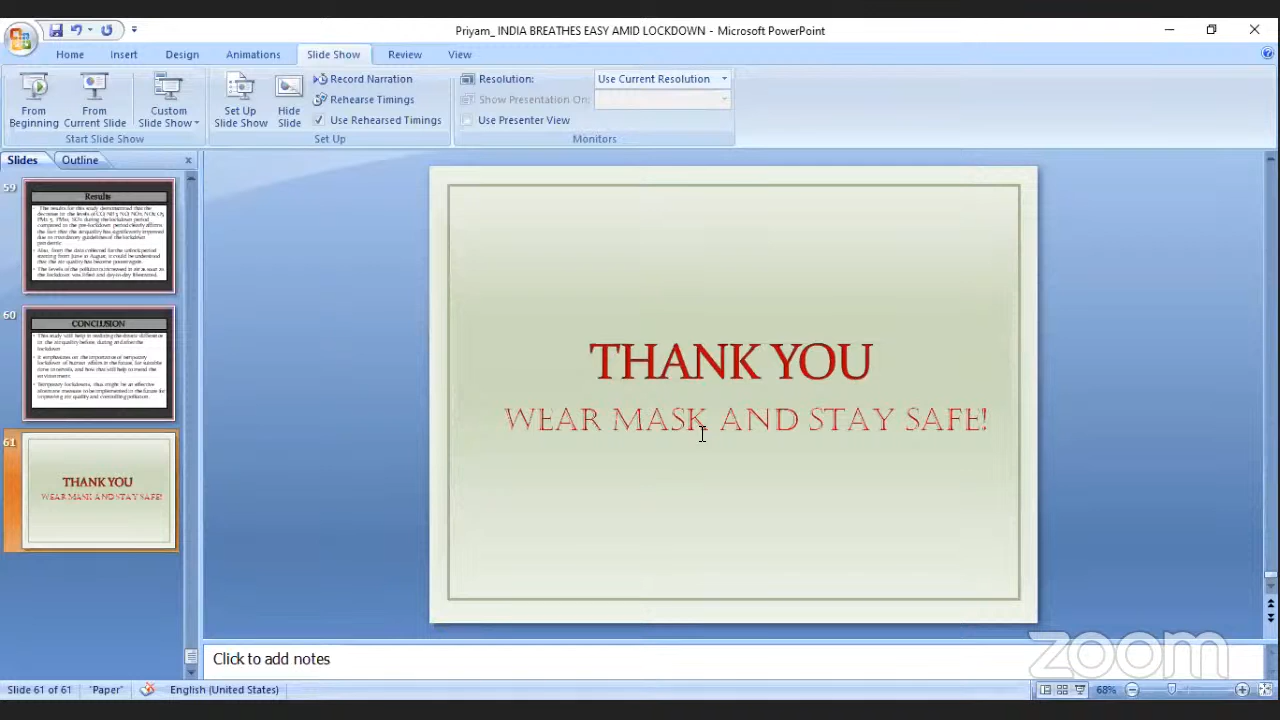 Priyam_ INDIA BREATHES EASY AMID LOCKDOWN - Microsoft PowerPoint
Home Insert Design Animations Slide Show Review View
From Beginning
From Current Slide
Custom Slide Show
Start Slide Show
Set Up Slide Show
Hide Slide
Record Narration
Rehearse Timings
Use Rehearsed Timings
Set Up
Resolution: Use Current Resolution
Show Presentation On:
Use Presenter View
Monitors
Slides Outline
59
Results
60
CONCLUSION
61
THANK YOU
WEAR MASK AND STAY SAFE!
THANK YOU
WEAR MASK AND STAY SAFE!
Click to add notes
zoom
Slide 61 of 61 "Paper" English (United States) 68%